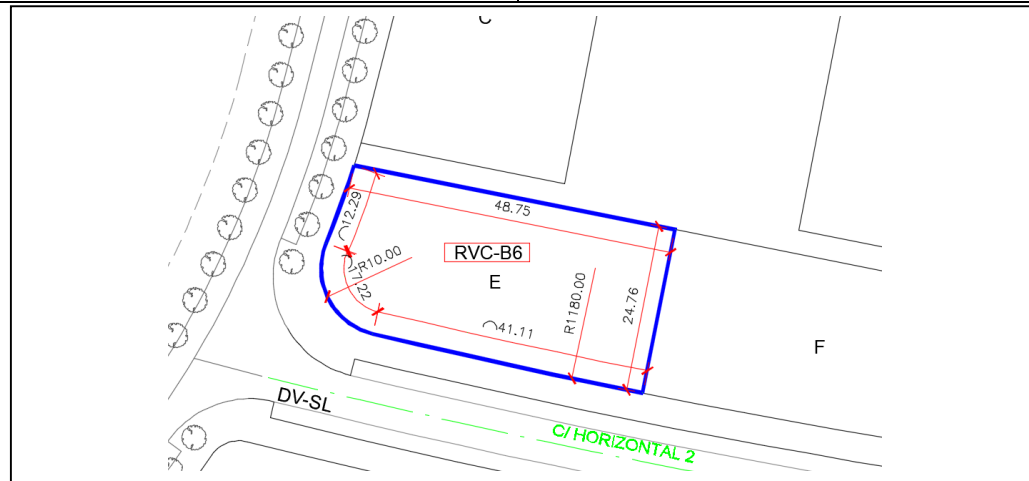 C
48.75
12.29
R10.00
17.22
RVC-B6
E
R1180.00
24.76
41.11
F
DV-SL
C/ HORIZONTAL 2